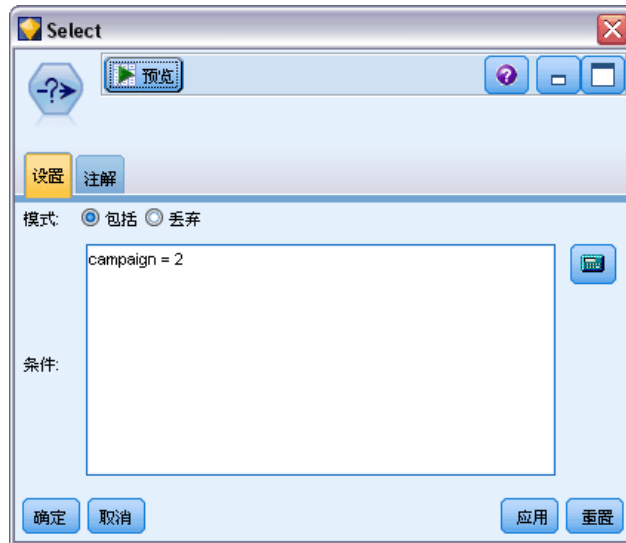 Select
预览
设置 注解
模式: 包括 丢弃
campaign = 2
条件:
确定 取消 应用 重置